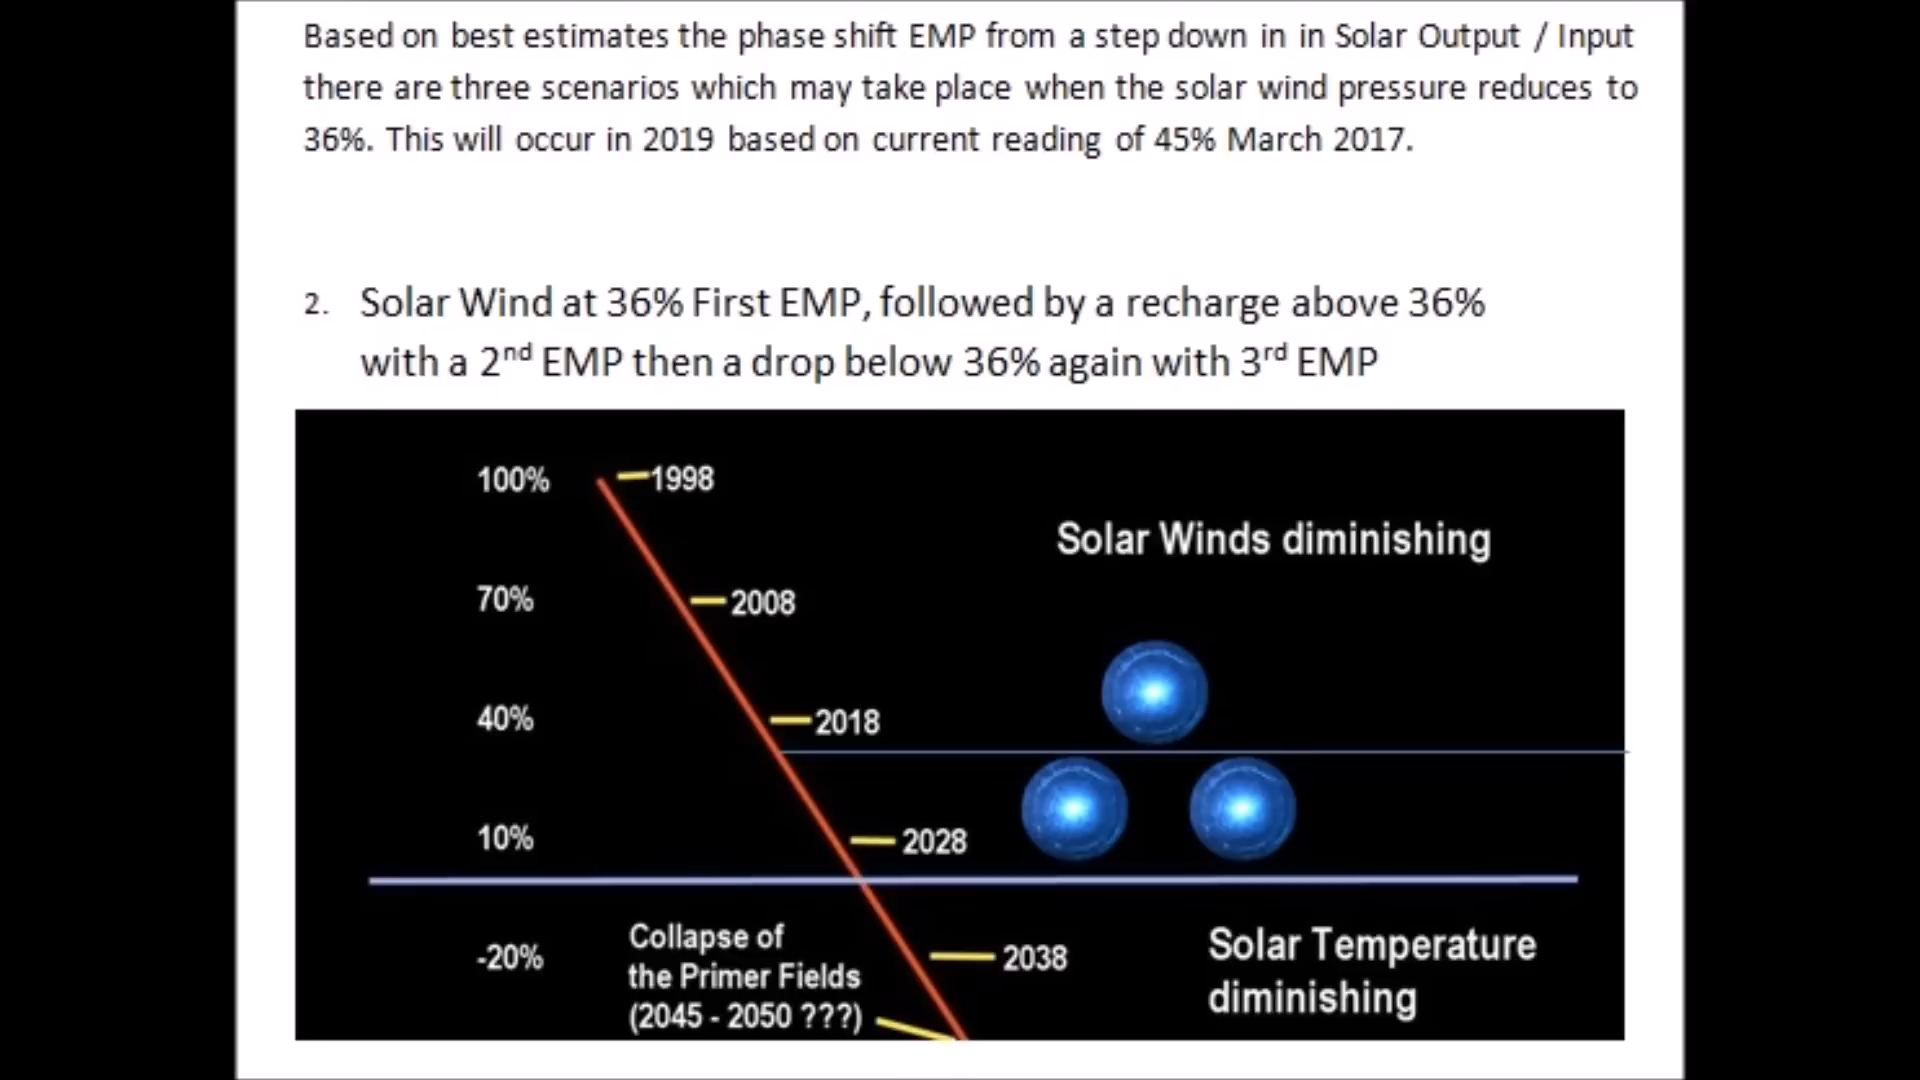 Based on best estimates the phase shift EMP from a step down in in Solar Output / Input
there are three scenarios which may take place when the solar wind pressure reduces to
36%. This will occur in 2019 based on current reading of 45% March 2017.
2. Solar Wind at 36% First EMP, followed by a recharge above 36%
with a 2nd EMP then a drop below 36% again with 3rd EMP
100% 1998
Solar Winds diminishing
70% 2008
40% 2018
10% 2028
-20% 2038
Collapse of
the Primer Fields
(2045 - 2050 ???)
Solar Temperature
diminishing